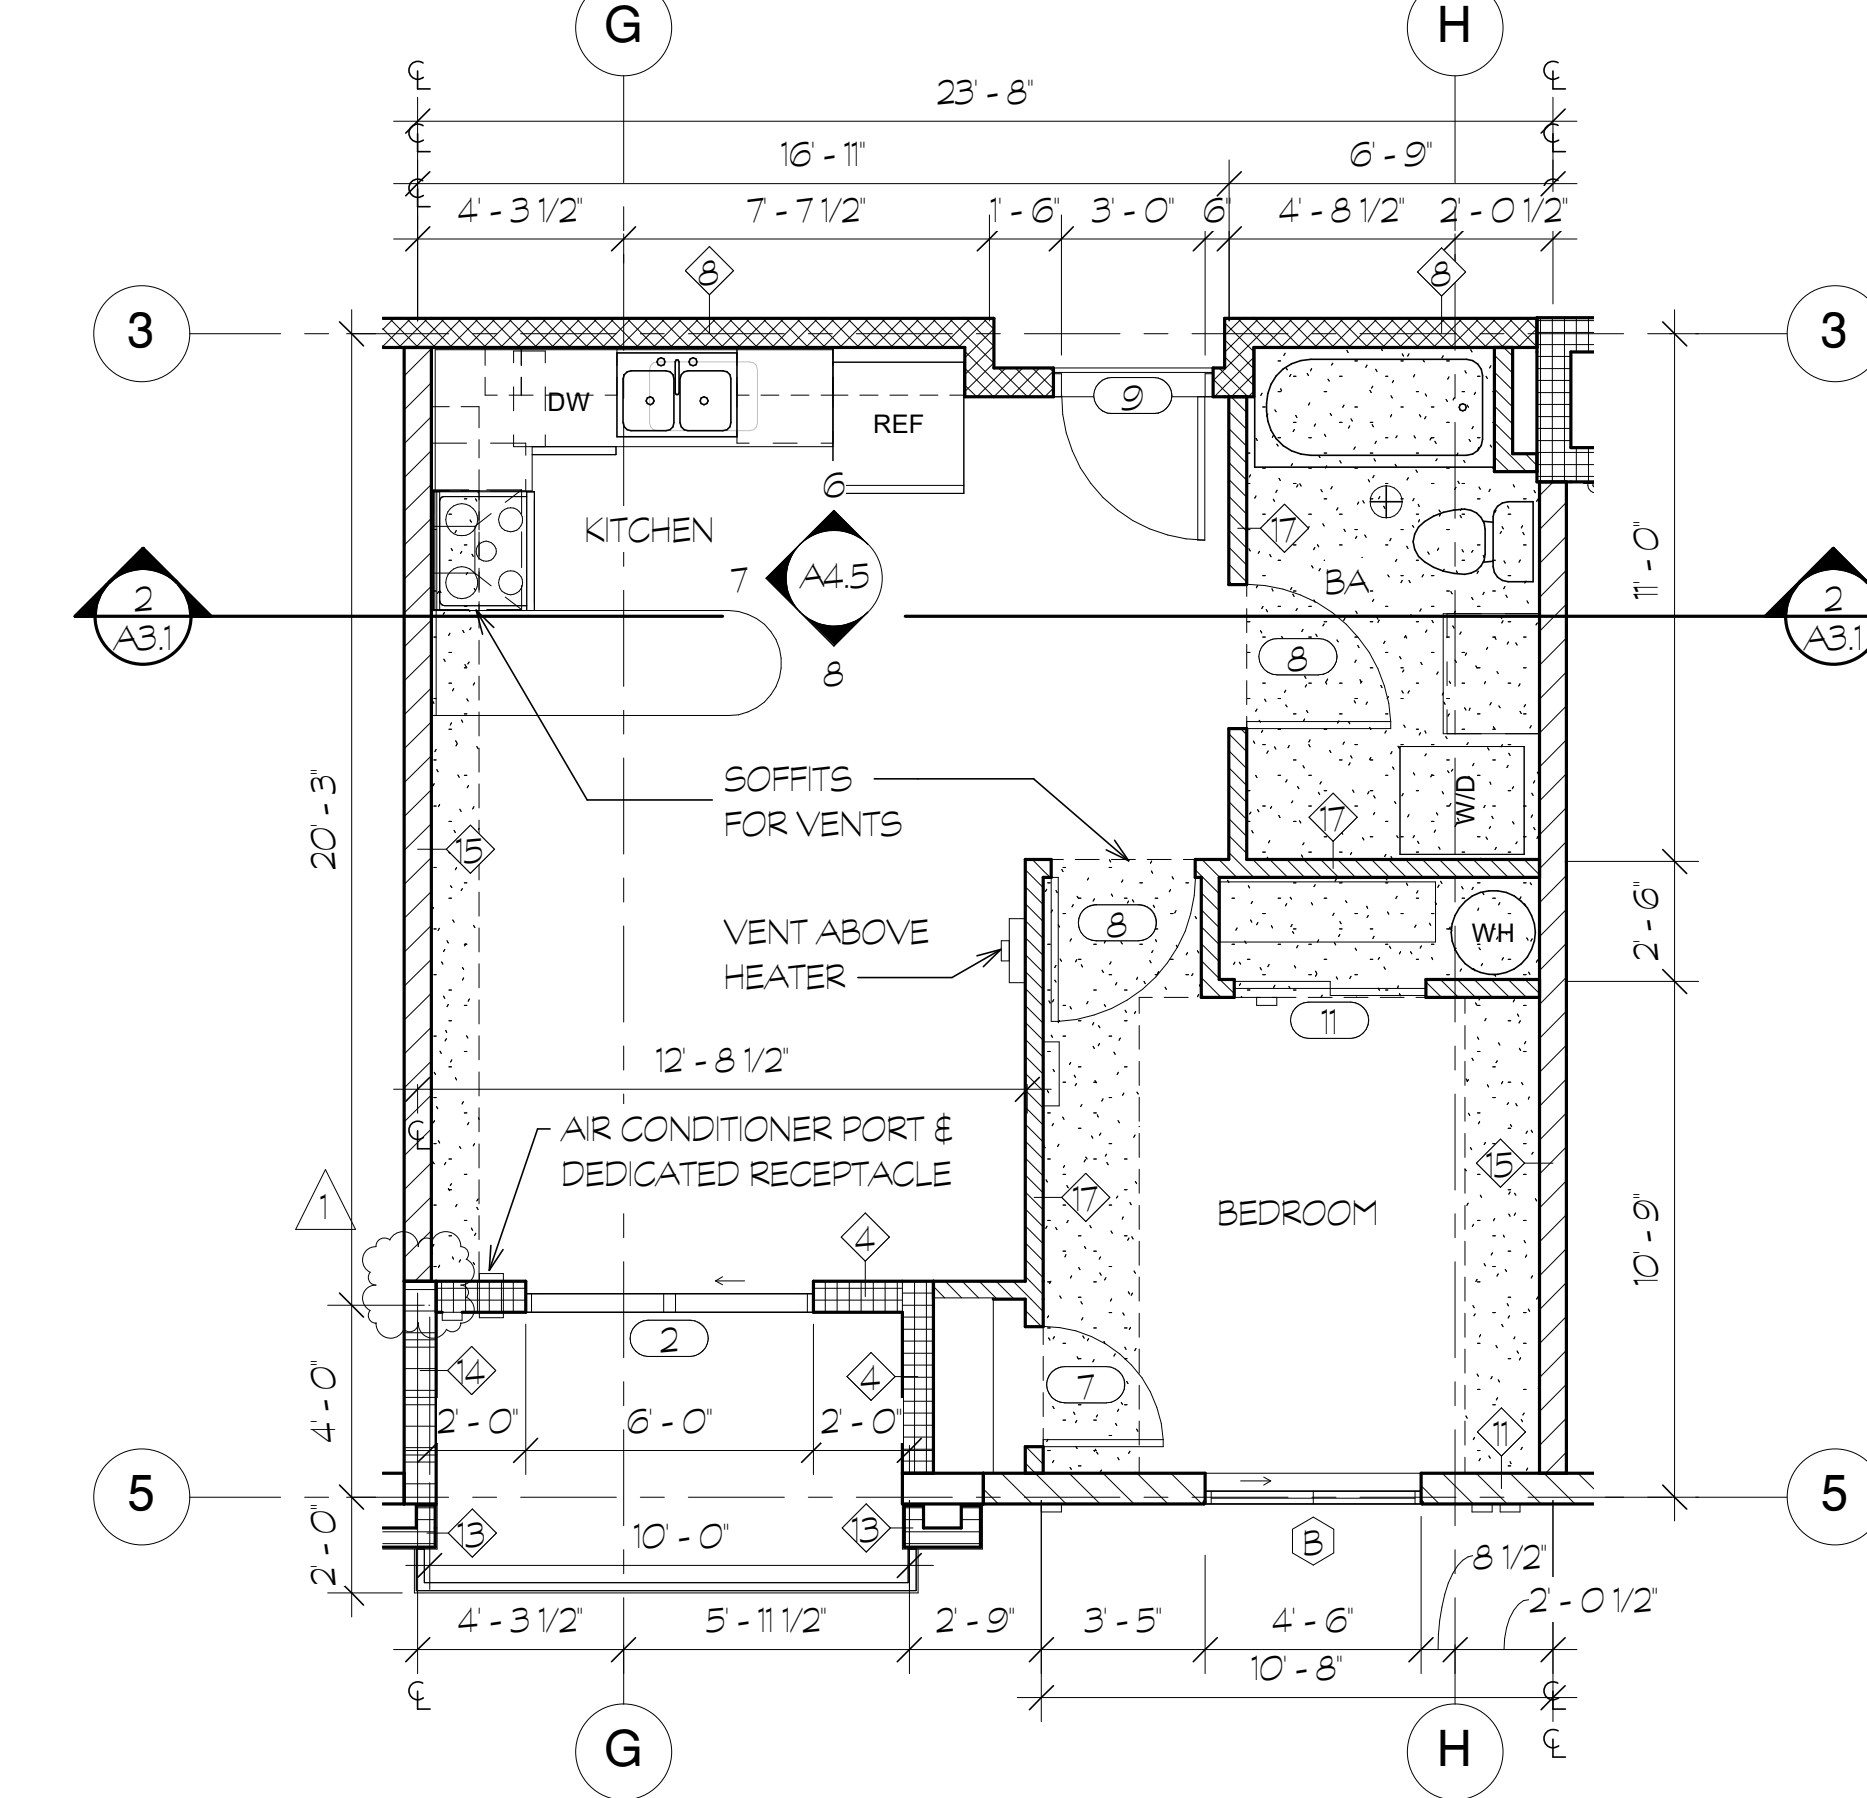 G H
℄ ℄
23' - 8"
℄ ℄
16' - 11" 6' - 9"
℄ ℄
4' - 3 1/2" 7' - 7 1/2" 1' - 6" 3' - 0" 6" 4' - 8 1/2" 2' - 0 1/2"
8 8
3 3
9
DW REF
6
KITCHEN 17 11' - 0"
7 A4.5 BA
2 2
A3.1 A3.1
8 8
SOFFITS W/D
FOR VENTS 17
20' - 3" 15
VENT ABOVE 8 WH 2' - 6"
HEATER
11
12' - 8 1/2"
℄ AIR CONDITIONER PORT &
DEDICATED RECEPTACLE 15
1 17 BEDROOM 10' - 9"
4
2
14 4 7
4' - 0" 2' - 0" 6' - 0" 2' - 0" 11
5 5
13 10' - 0" 13 B
2' - 0" 8 1/2"
2' - 0 1/2"
4' - 3 1/2" 5' - 11 1/2" 2' - 9" 3' - 5" 4' - 6"
10' - 8"
℄ ℄
G H
℄